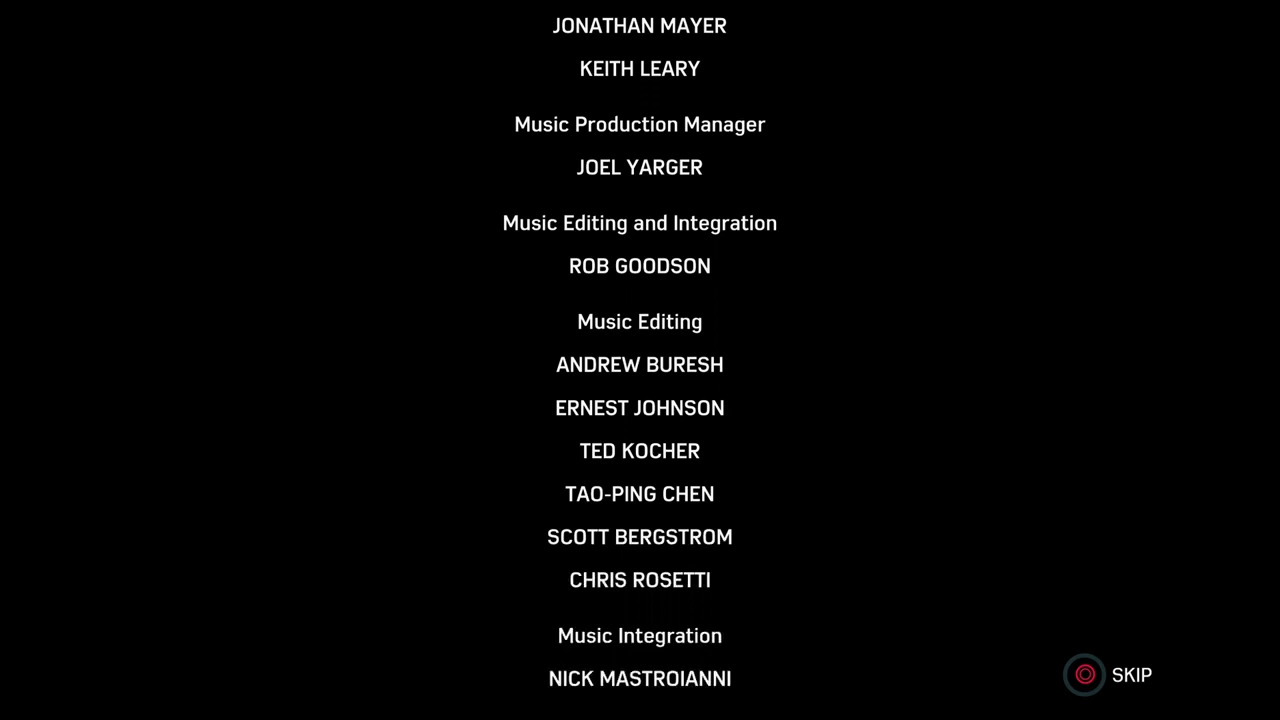 JONATHAN MAYER
KEITH LEARY
Music Production Manager
JOEL YARGER
Music Editing and Integration
ROB GOODSON
Music Editing
ANDREW BURESH
ERNEST JOHNSON
TED KOCHER
TAO-PING CHEN
SCOTT BERGSTROM
CHRIS ROSETTI
Music Integration
NICK MASTROIANNI
SKIP